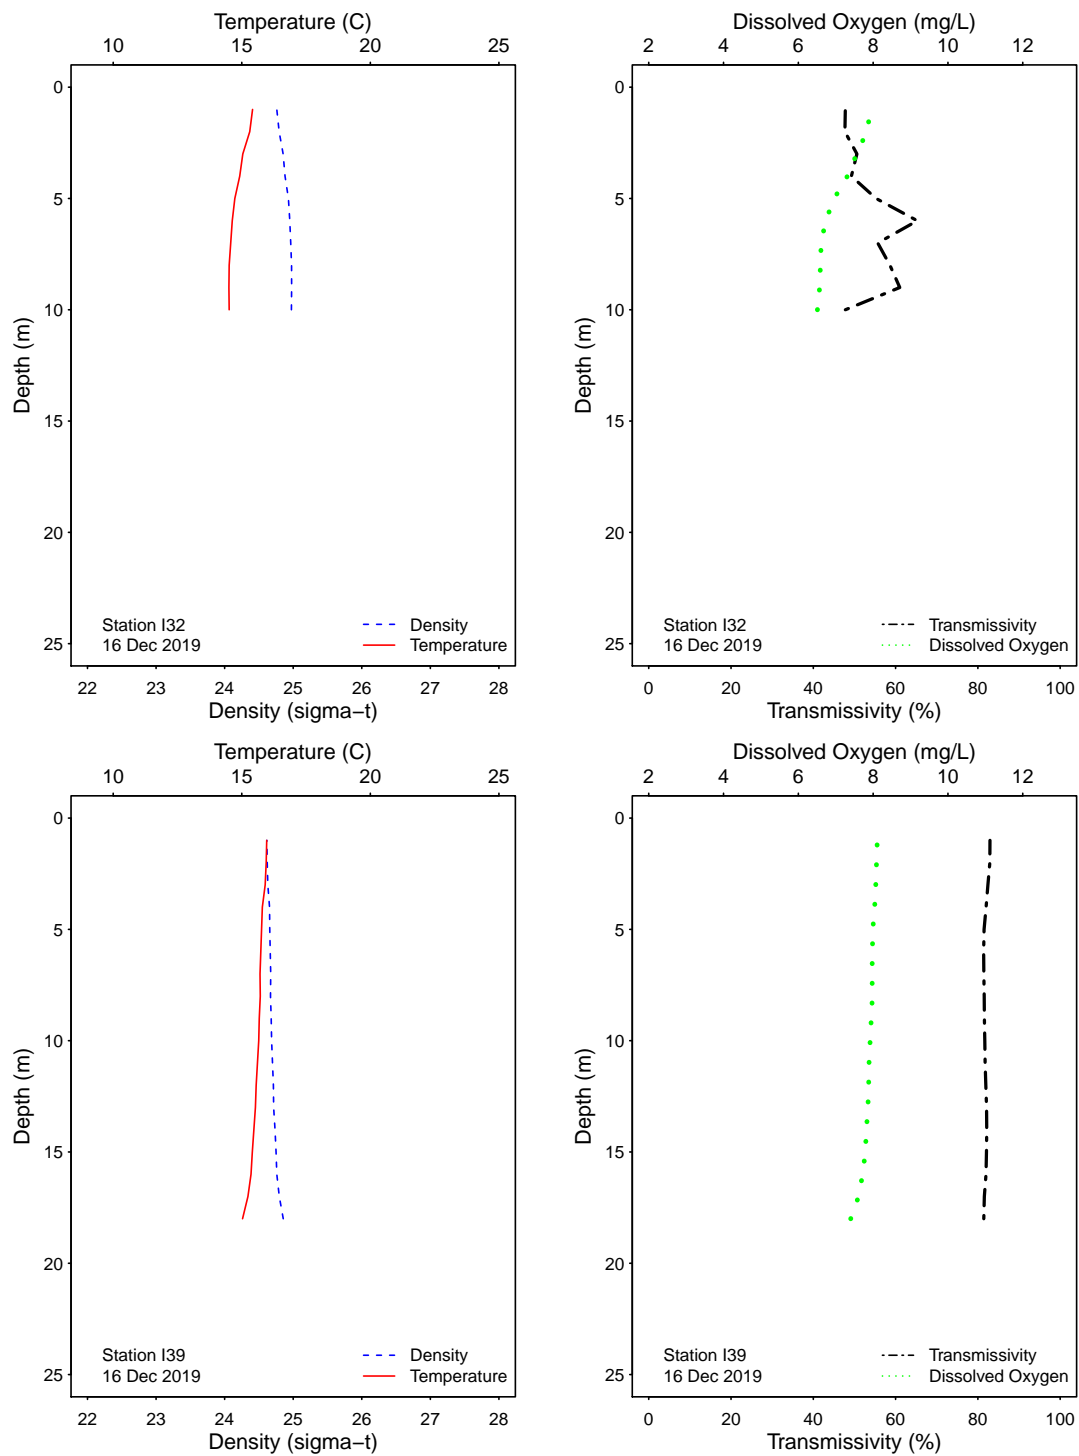 Temperature (C)
10 15 20 25
0
5
10
15
20
25
Depth (m)
Station I32
16 Dec 2019
Density
Temperature
22 23 24 25 26 27 28
Density (sigma−t)
Dissolved Oxygen (mg/L)
2 4 6 8 10 12
0
5
10
15
20
25
Depth (m)
Station I32
16 Dec 2019
Transmissivity
Dissolved Oxygen
0 20 40 60 80 100
Transmissivity (%)
Temperature (C)
10 15 20 25
0
5
10
15
20
25
Depth (m)
Station I39
16 Dec 2019
Density
Temperature
22 23 24 25 26 27 28
Density (sigma−t)
Dissolved Oxygen (mg/L)
2 4 6 8 10 12
0
5
10
15
20
25
Depth (m)
Station I39
16 Dec 2019
Transmissivity
Dissolved Oxygen
0 20 40 60 80 100
Transmissivity (%)